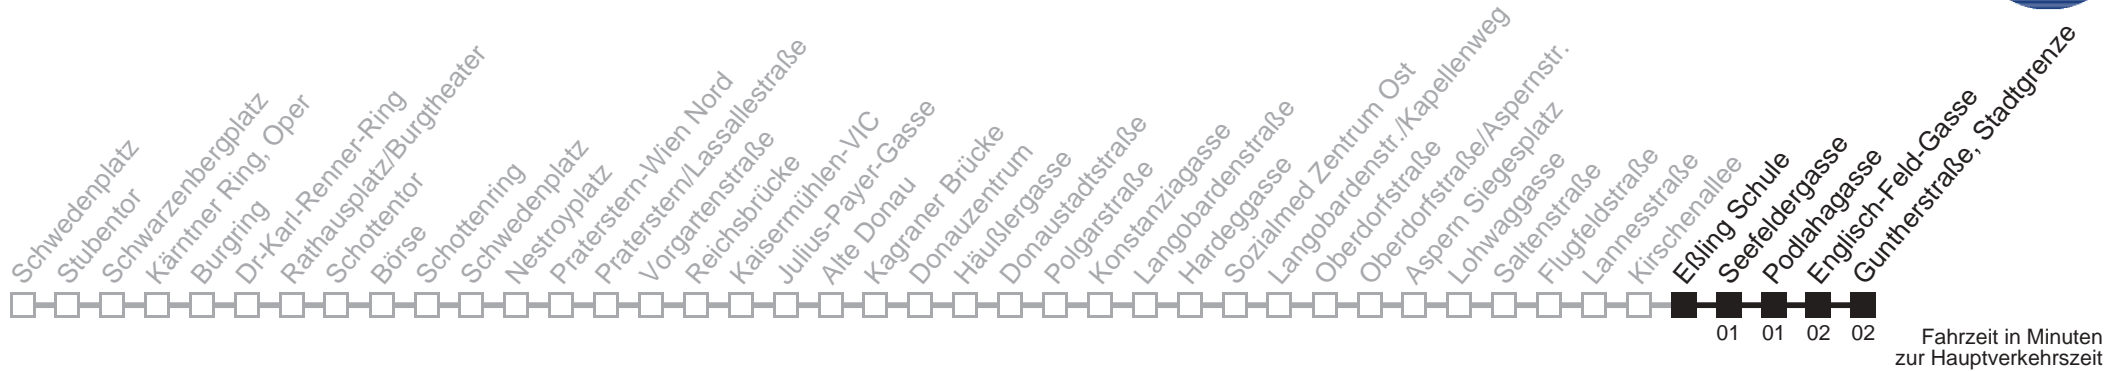 Schwedenplatz
Stubentor
Schwarzenbergplatz
Kärntner Ring, Oper
Burgring
Dr-Karl-Renner-Ring
Rathausplatz/Burgtheater
Schottentor
Börse
Schottenring
Schwedenplatz
Nestroyplatz
Praterstern-Wien Nord
Praterstern/Lassallestraße
Vorgartenstraße
Reichsbrücke
Kaisermühlen-VIC
Julius-Payer-Gasse
Alte Donau
Kagraner Brücke
Donauzentrum
Häußlergasse
Donaustadtstraße
Polgarstraße
Konstanziagasse
Langobardenstraße
Hardeggasse
Sozialmed Zentrum Ost
Langobardenstr./Kapellenweg
Oberdorfstraße
Oberdorfstraße/Aspernstr.
Aspern Siegesplatz
Lohwaggasse
Saltenstraße
Flugfeldstraße
Lannesstraße
Kirschenallee
Eßling Schule
Seefeldergasse
Podlahagasse
Englisch-Feld-Gasse
Guntherstraße, Stadtgrenze
01 01 02 02
Fahrzeit in Minuten
zur Hauptverkehrszeit